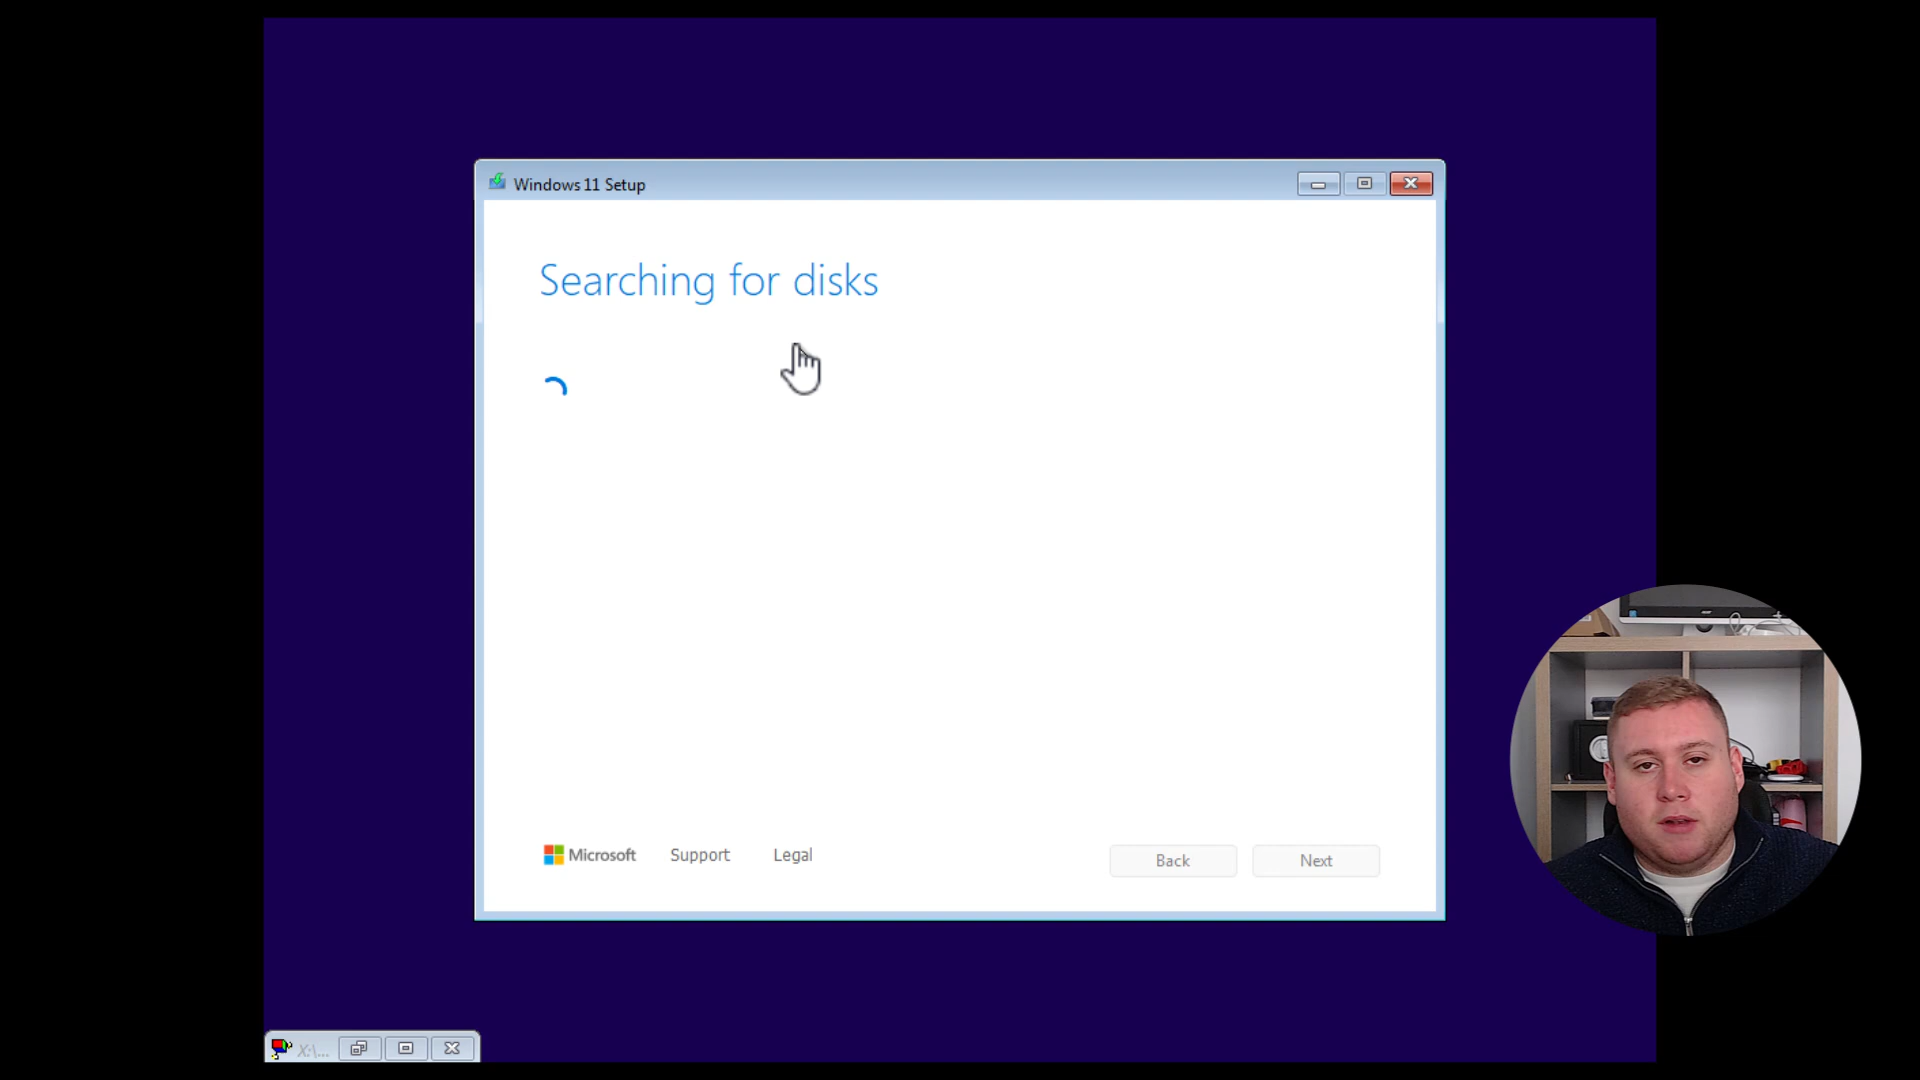 Windows 11 Setup
Searching for disks
Microsoft
Support
Legal
Back
Next
X:\...